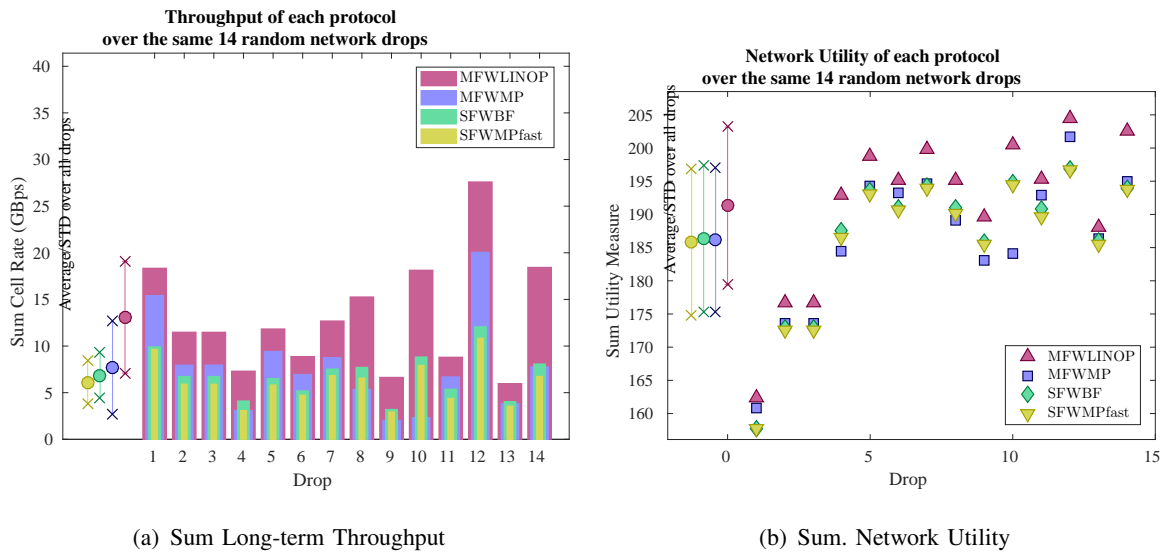 Throughput of each protocol
over the same 14 random network drops
40
35
30
25
20
15
10
5
0
Sum Cell Rate (GBps)
Average/STD over all drops
MFWLINOP
MFWMP
SFWBF
SFWMPfast
1 2 3 4 5 6 7 8 9 10 11 12 13 14
Drop
(a) Sum Long-term Throughput
Network Utility of each protocol
over the same 14 random network drops
205
200
195
190
185
180
175
170
165
160
Sum Utility Measure
Average/STD over all drops
MFWLINOP
MFWMP
SFWBF
SFWMPfast
0 5 10 15
Drop
(b) Sum. Network Utility